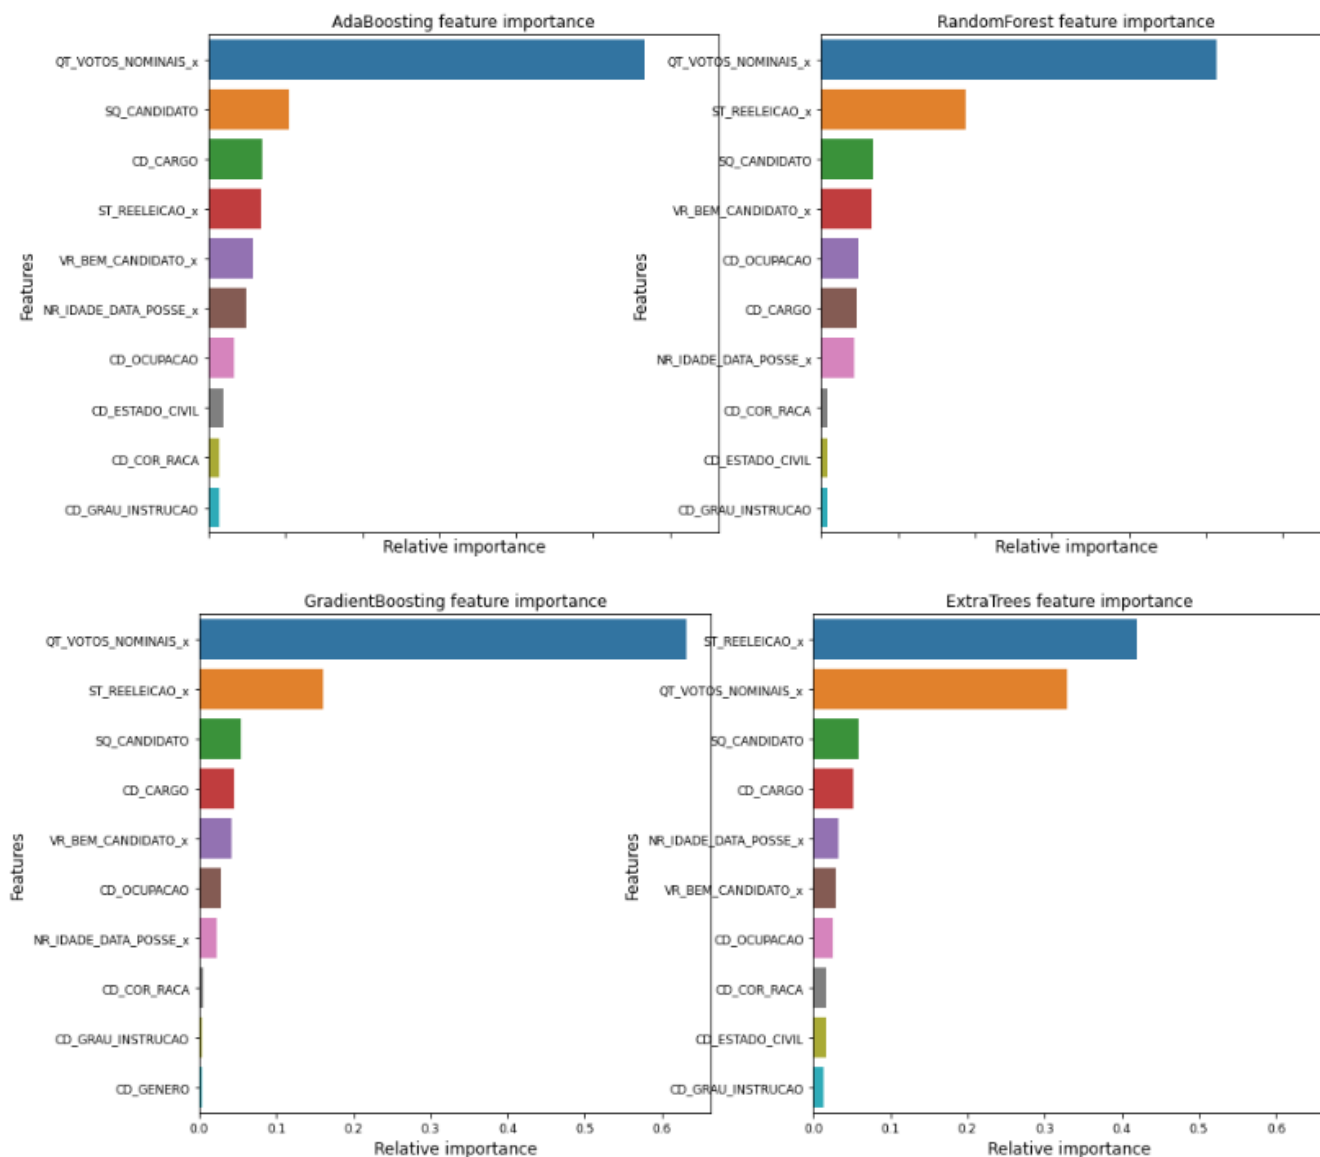 AdaBoosting feature importance
QT_VOTOS_NOMINAIS_x
SQ_CANDIDATO
CD_CARGO
ST_REELEICAO_x
VR_BEM_CANDIDATO_x
NR_IDADE_DATA_POSSE_x
CD_OCUPACAO
CD_ESTADO_CIVIL
CD_COR_RACA
CD_GRAU_INSTRUCAO
Features
Relative importance
RandomForest feature importance
QT_VOTOS_NOMINAIS_x
ST_REELEICAO_x
SQ_CANDIDATO
VR_BEM_CANDIDATO_x
CD_OCUPACAO
CD_CARGO
NR_IDADE_DATA_POSSE_x
CD_COR_RACA
CD_ESTADO_CIVIL
CD_GRAU_INSTRUCAO
Features
Relative importance
GradientBoosting feature importance
QT_VOTOS_NOMINAIS_x
ST_REELEICAO_x
SQ_CANDIDATO
CD_CARGO
VR_BEM_CANDIDATO_x
CD_OCUPACAO
NR_IDADE_DATA_POSSE_x
CD_COR_RACA
CD_GRAU_INSTRUCAO
CD_GENERO
Features
0.0 0.1 0.2 0.3 0.4 0.5 0.6
Relative importance
ExtraTrees feature importance
ST_REELEICAO_x
QT_VOTOS_NOMINAIS_x
SQ_CANDIDATO
CD_CARGO
NR_IDADE_DATA_POSSE_x
VR_BEM_CANDIDATO_x
CD_OCUPACAO
CD_COR_RACA
CD_ESTADO_CIVIL
CD_GRAU_INSTRUCAO
Features
0.0 0.1 0.2 0.3 0.4 0.5 0.6
Relative importance